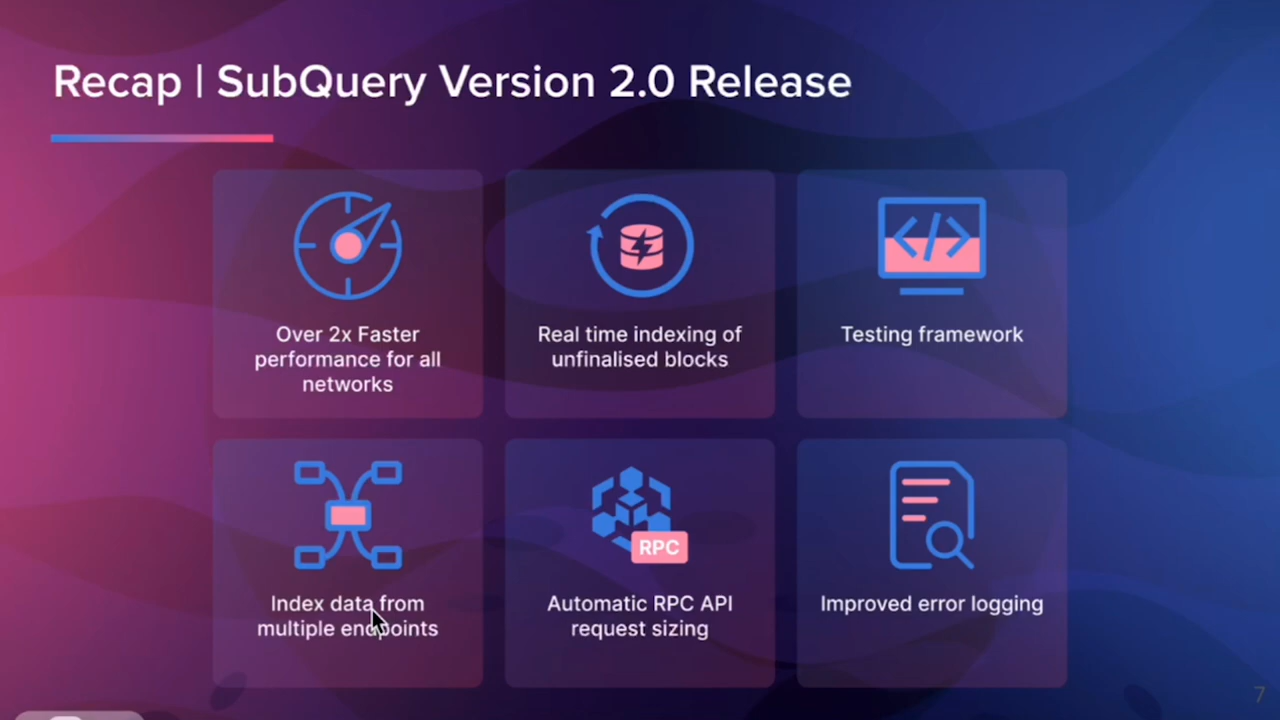 Recap | SubQuery Version 2.0 Release
Over 2x Faster
performance for all
networks
Real time indexing of
unfinalised blocks
</>
Testing framework
Index data from
multiple endpoints
RPC
Automatic RPC API
request sizing
Improved error logging
7